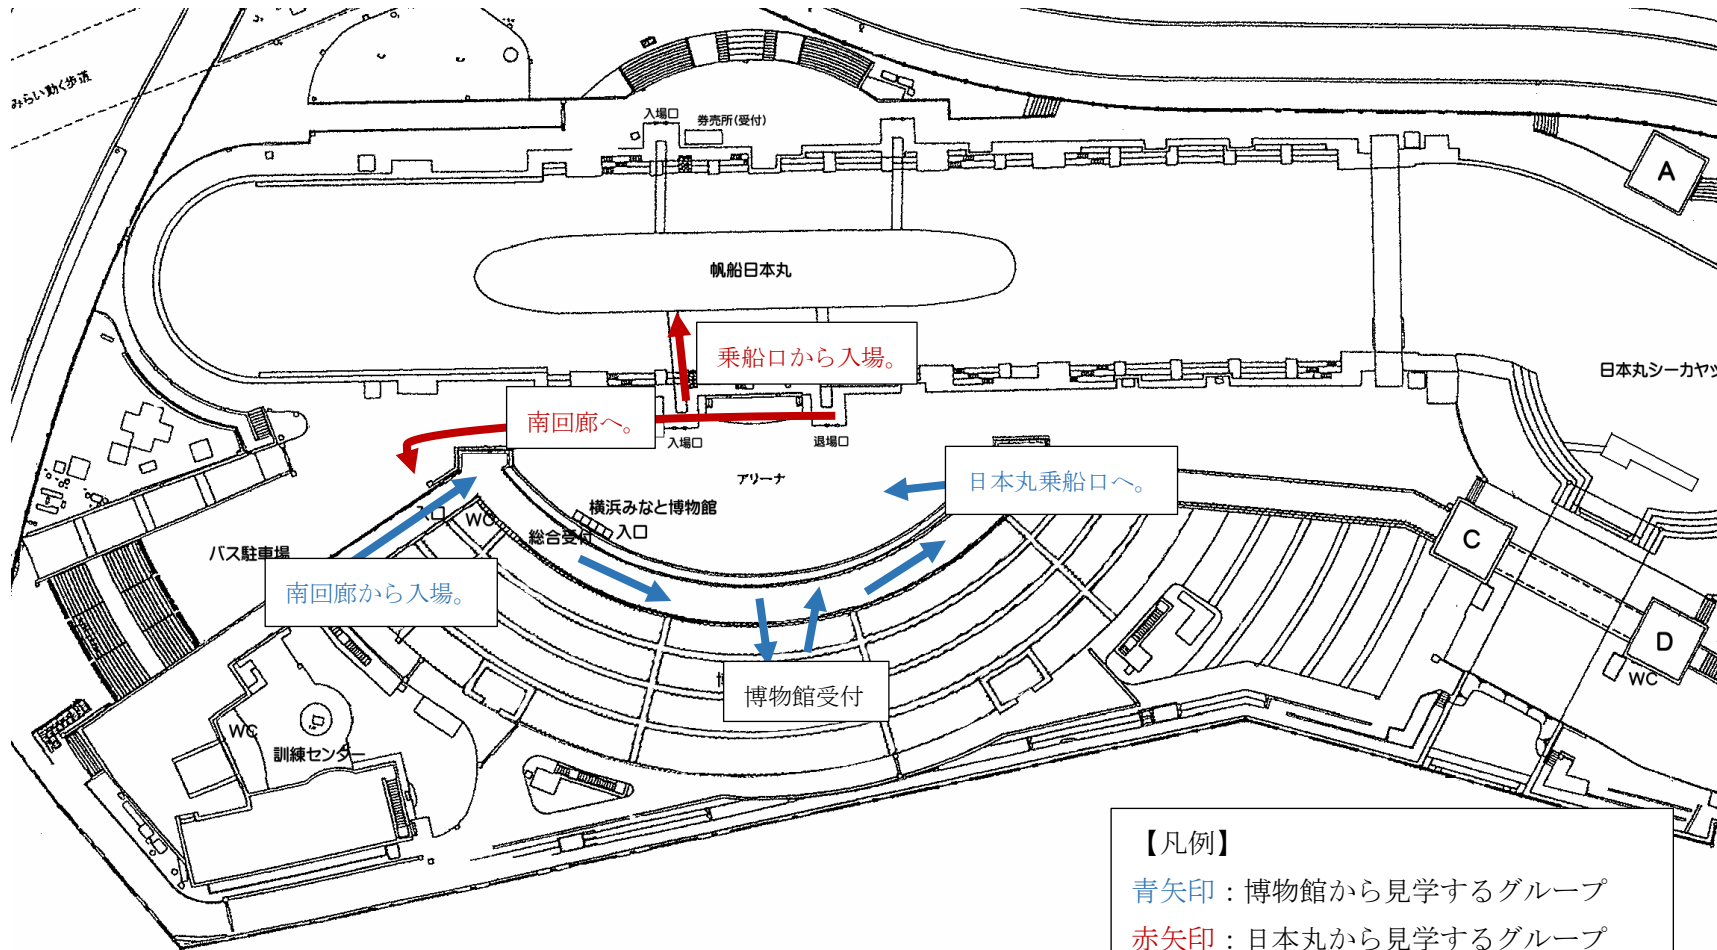 みらい動く歩道
入場口
券売所(受付)
A
帆船日本丸
乗船口から入場。
日本丸シーカヤッ
南回廊へ。
入場口
退場口
アリーナ
日本丸乗船口へ。
横浜みなと博物館
入口
WC
総合受付
入口
C
バス駐車場
南回廊から入場。
D
WC
博物館受付
WC
訓練センター
【凡例】
青矢印：博物館から見学するグループ
赤矢印：日本丸から見学するグループ